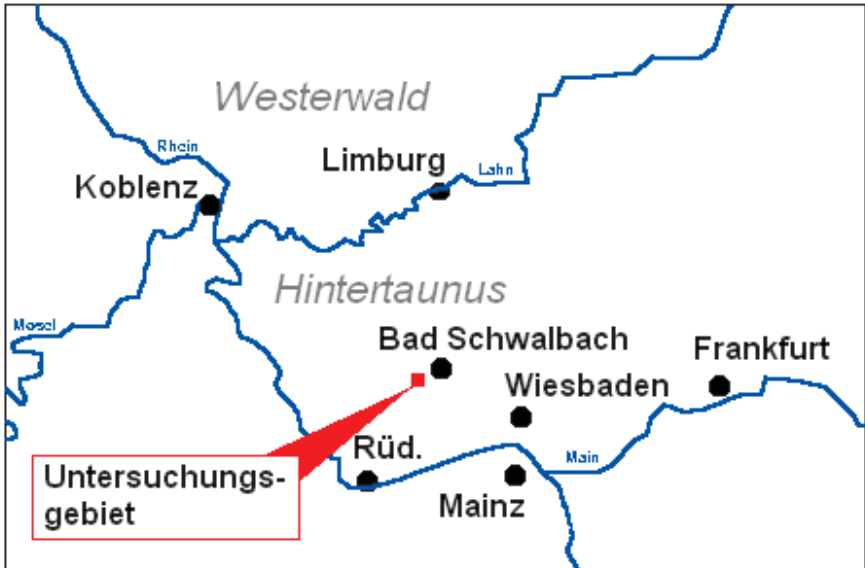 Westerwald
Rhein
Limburg
Lahn
Koblenz
Hintertaunus
Mosel
Bad Schwalbach
Frankfurt
Wiesbaden
Rüd.
Main
Untersuchungs-
gebiet
Mainz